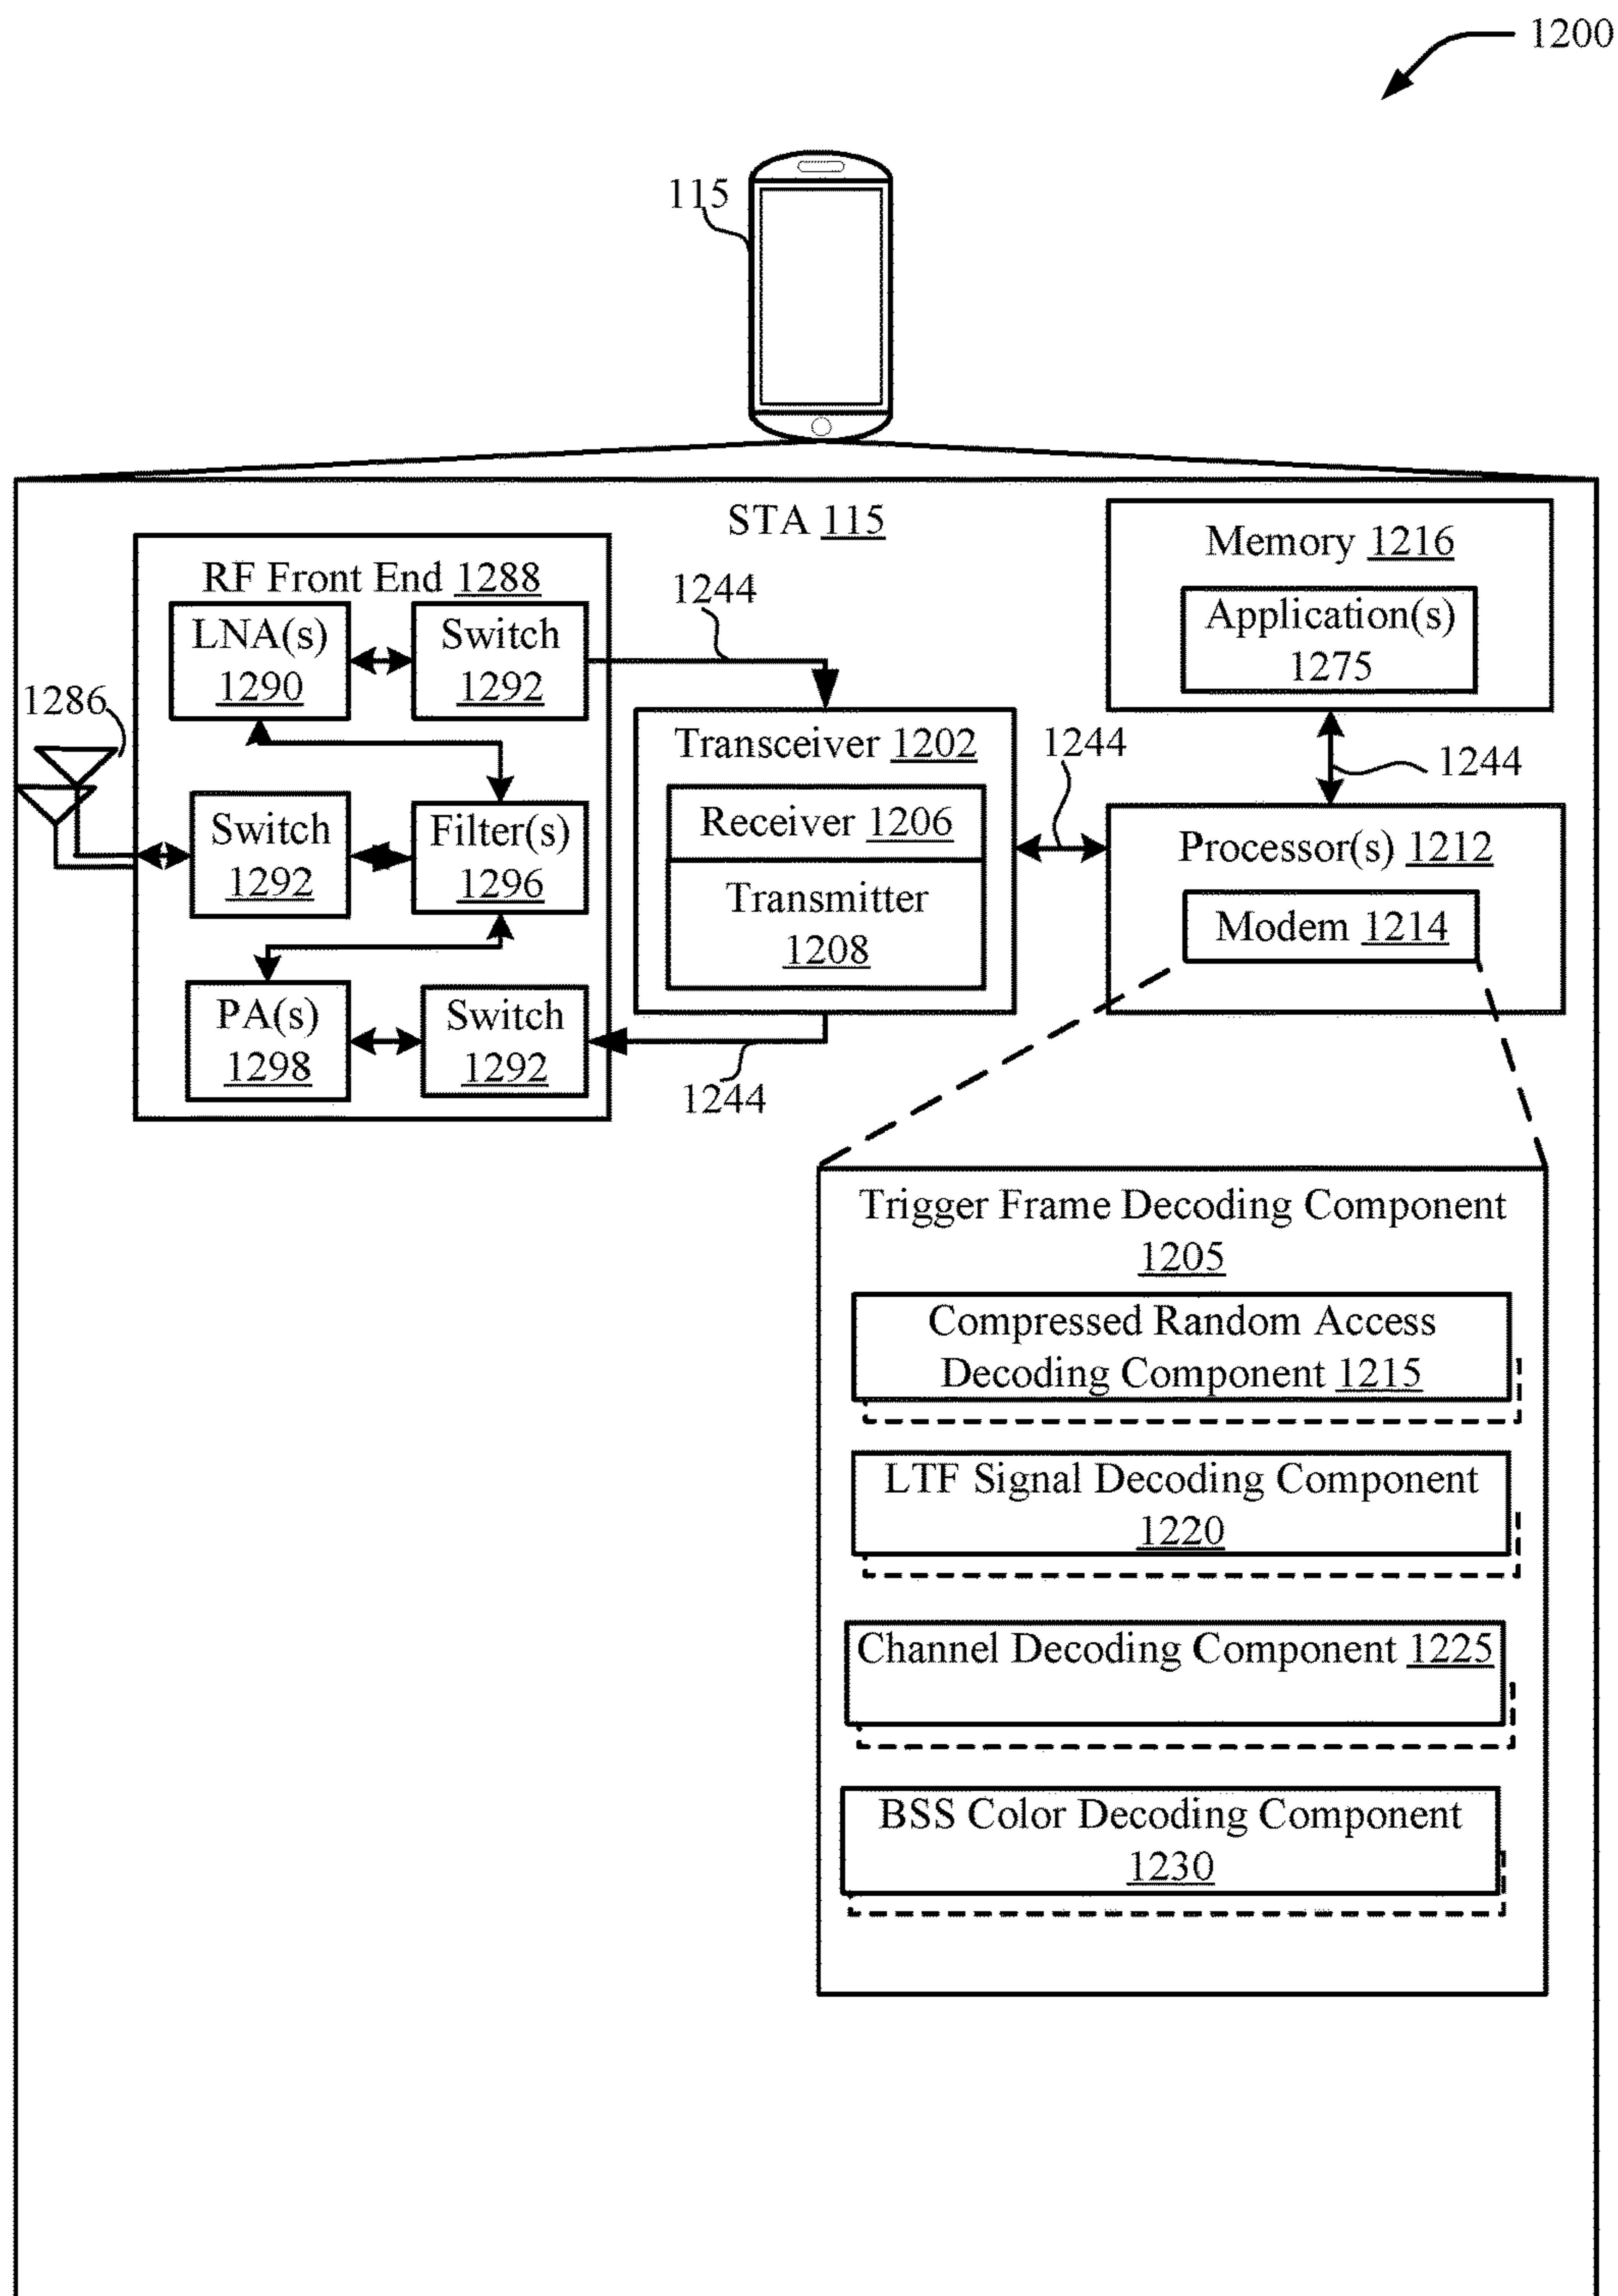 1200
115
STA 115
RF Front End 1288
LNA(s)
1290
Switch
1292
1244
Memory 1216
Application(s)
1275
1286
Switch
1292
Filter(s)
1296
Transceiver 1202
Receiver 1206
Transmitter
1208
1244
1244
Processor(s) 1212
Modem 1214
PA(s)
1298
Switch
1292
1244
Trigger Frame Decoding Component
1205
Compressed Random Access
Decoding Component 1215
LTF Signal Decoding Component
1220
Channel Decoding Component 1225
BSS Color Decoding Component
1230